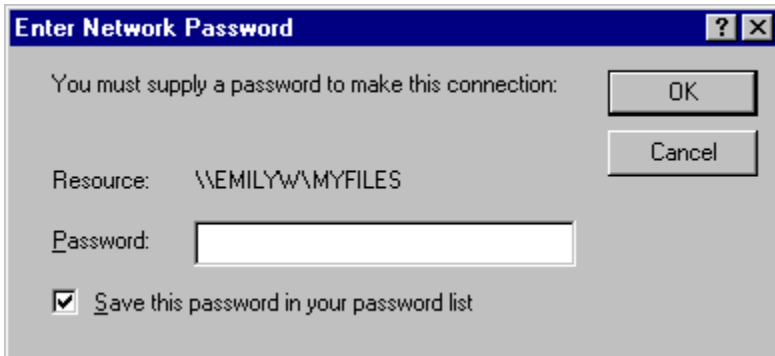 Enter Network Password
You must supply a password to make this connection:
OK
Cancel
Resource: \\EMILYW\MYFILES
Password:
Save this password in your password list